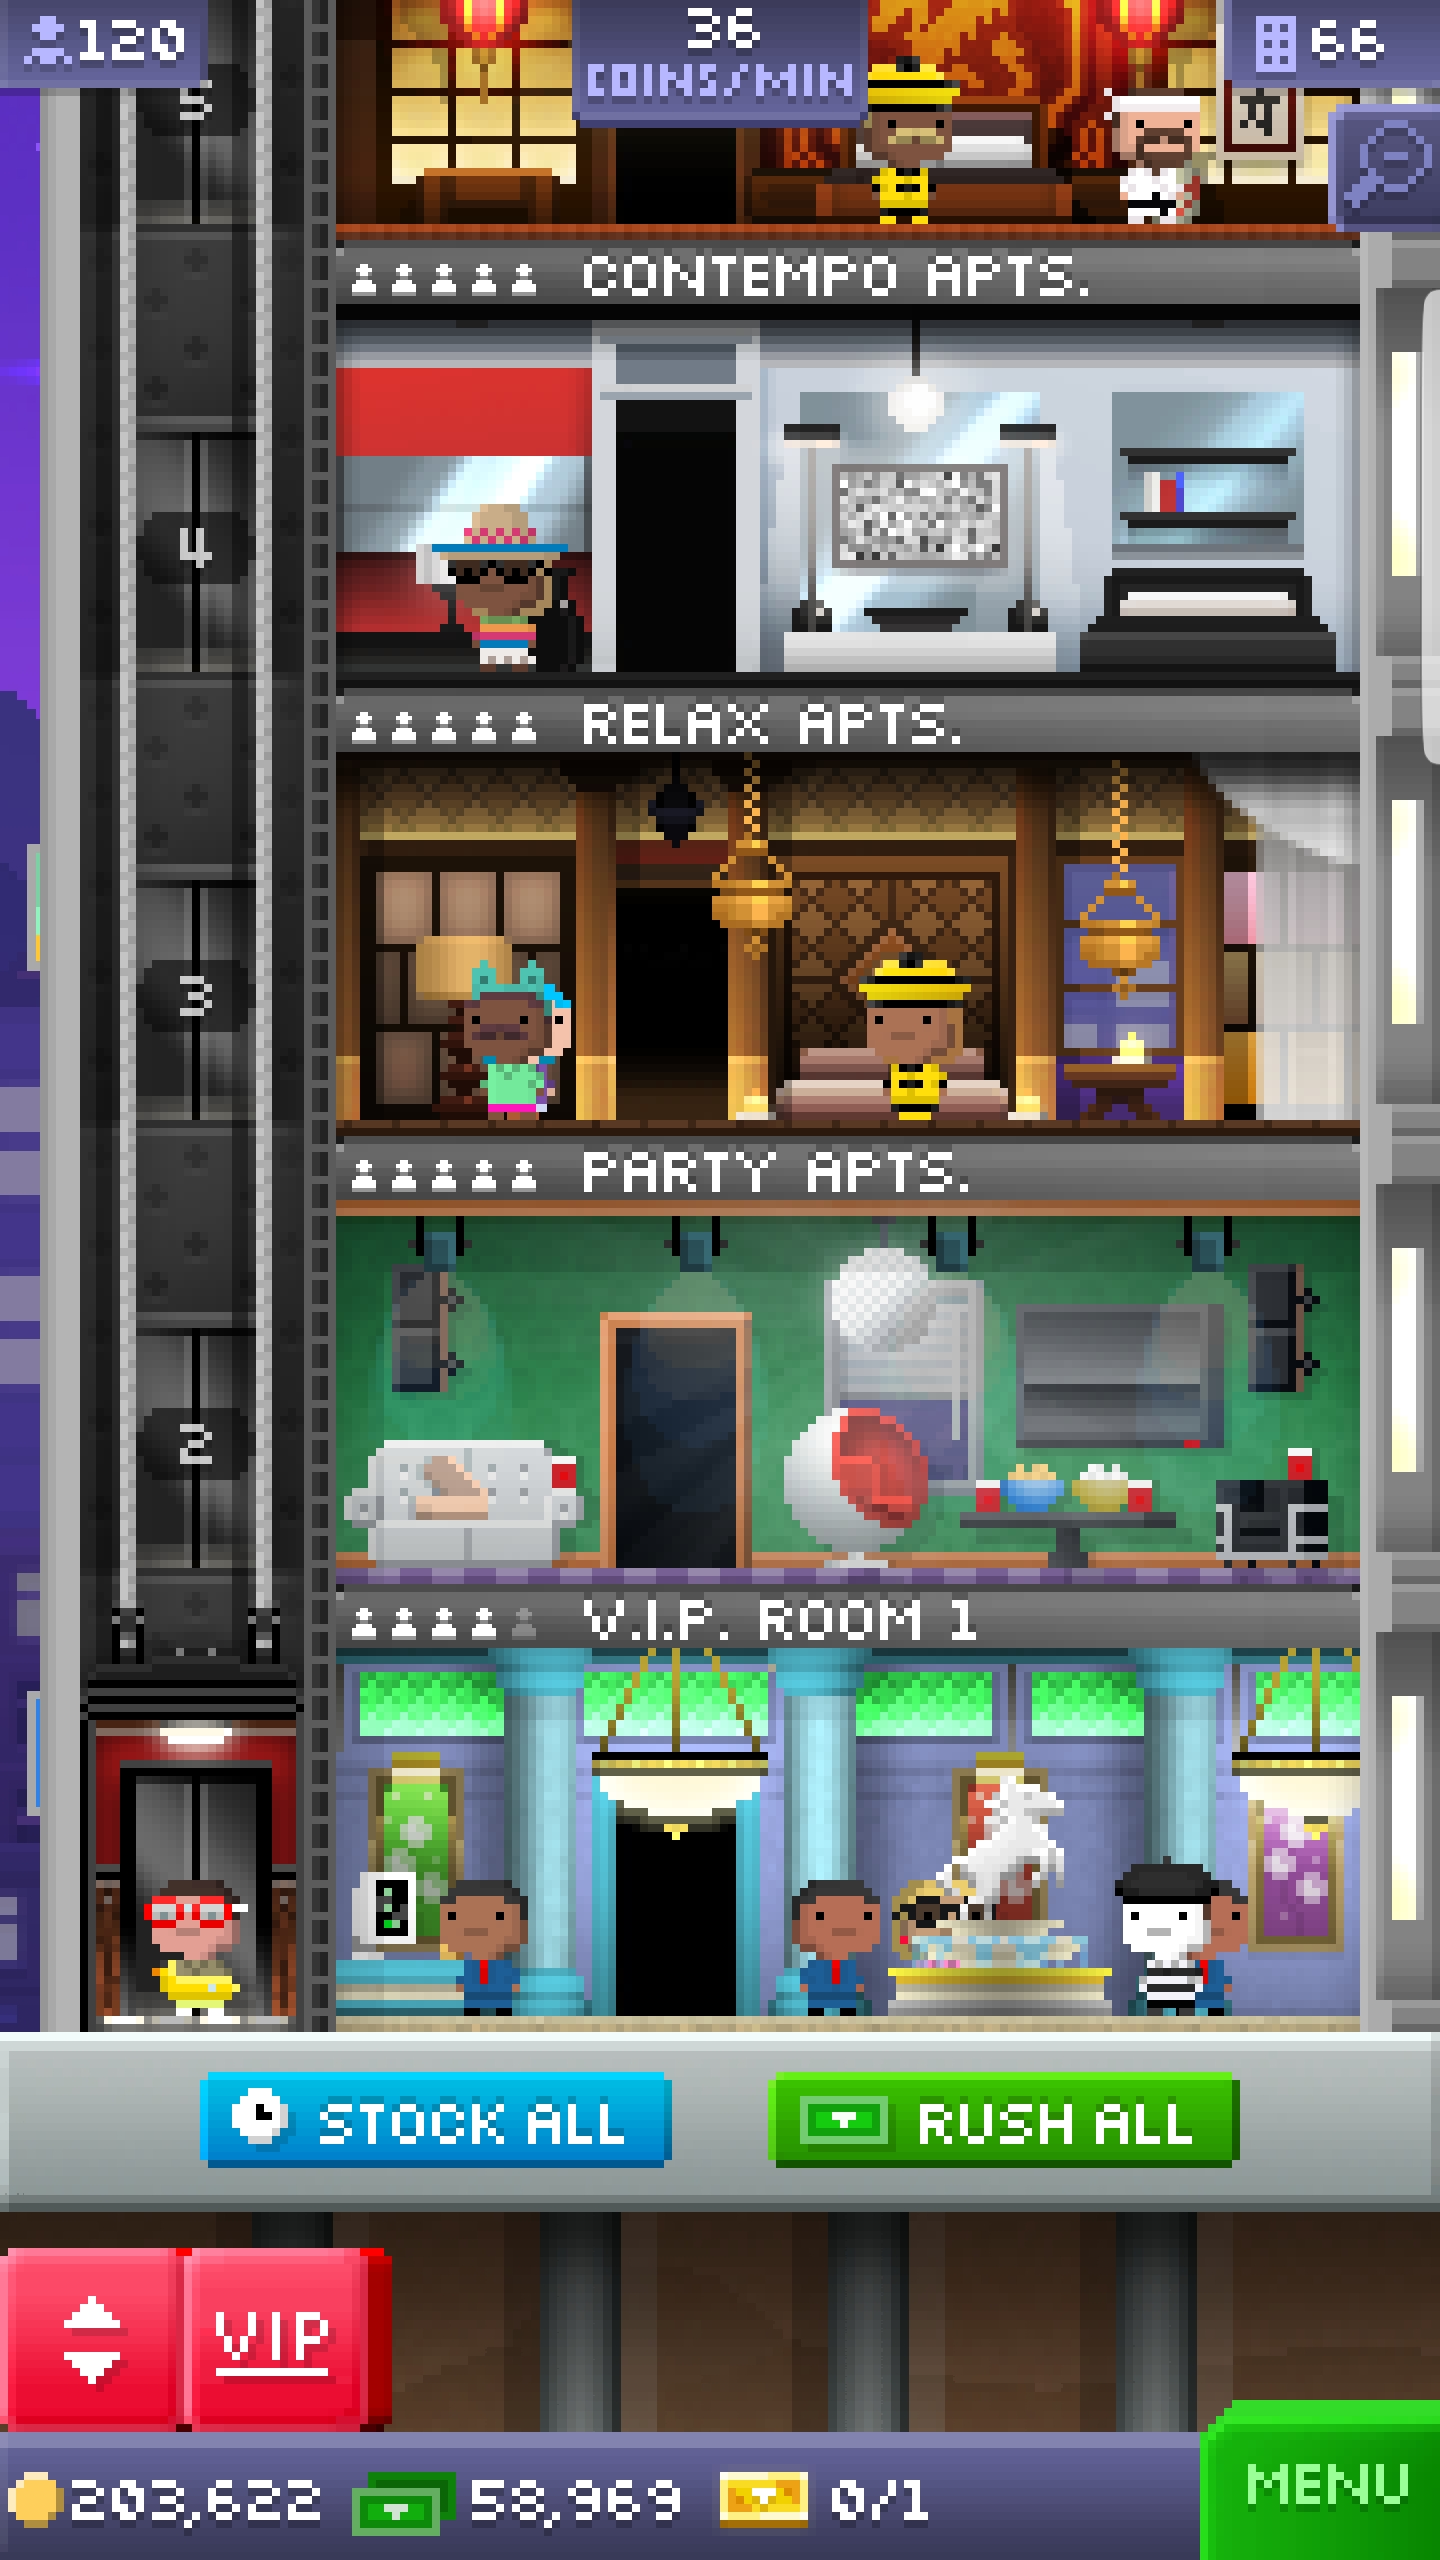 120
36
COINS/MIN
66
5
CONTEMPO APTS.
4
RELAX APTS.
3
PARTY APTS.
2
V.I.P. ROOM 1
STOCK ALL
RUSH ALL
VIP
203,622
58,969
0/1
MENU